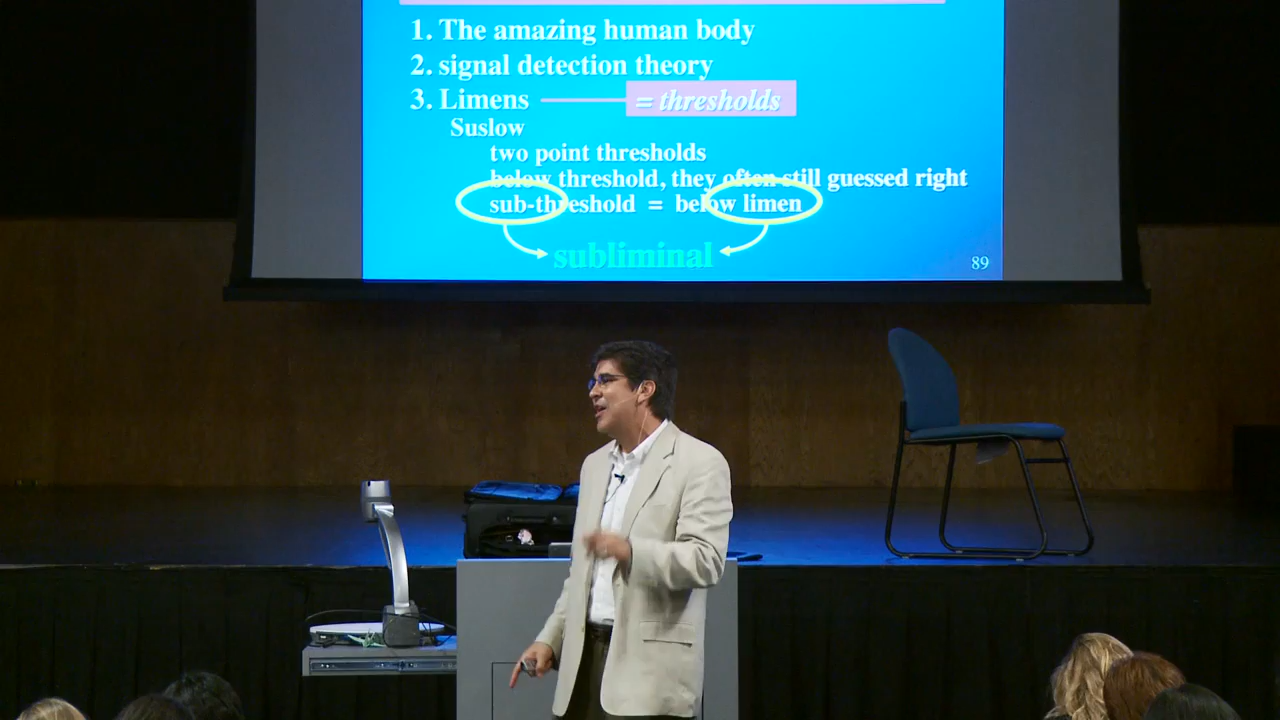 1. The amazing human body
2. signal detection theory
3. Limens = thresholds
Suslow
two point thresholds
below threshold, they often still guessed right
sub-threshold = below limen
subliminal
89